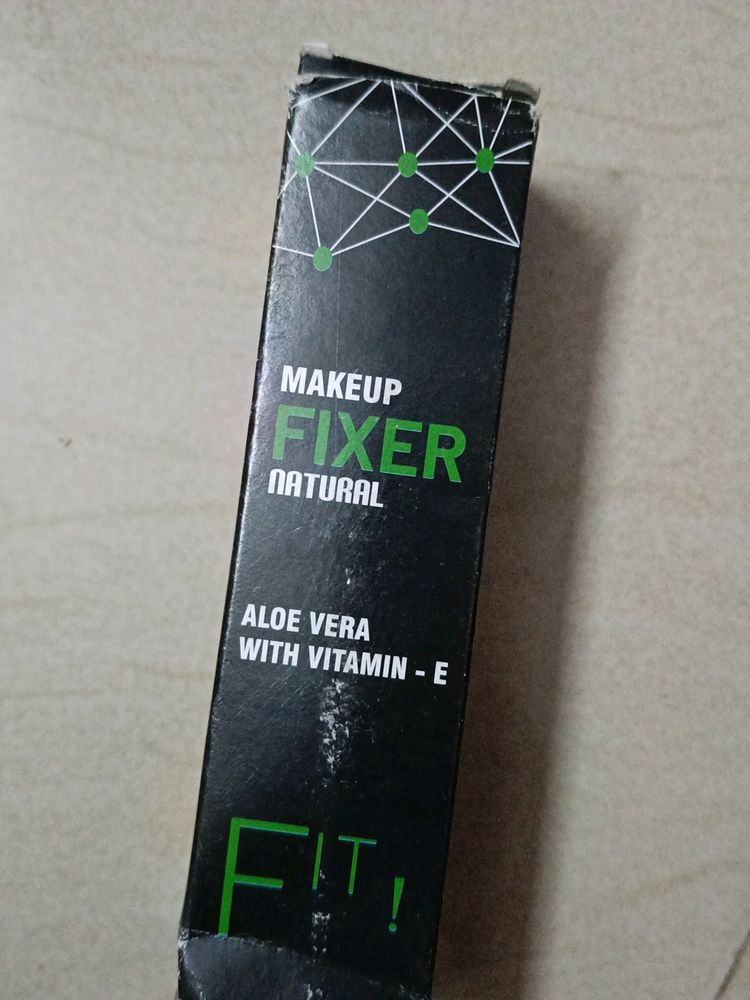 MAKEUP
FIXER
NATURAL
ALOE VERA
WITH VITAMIN - E
FIT!